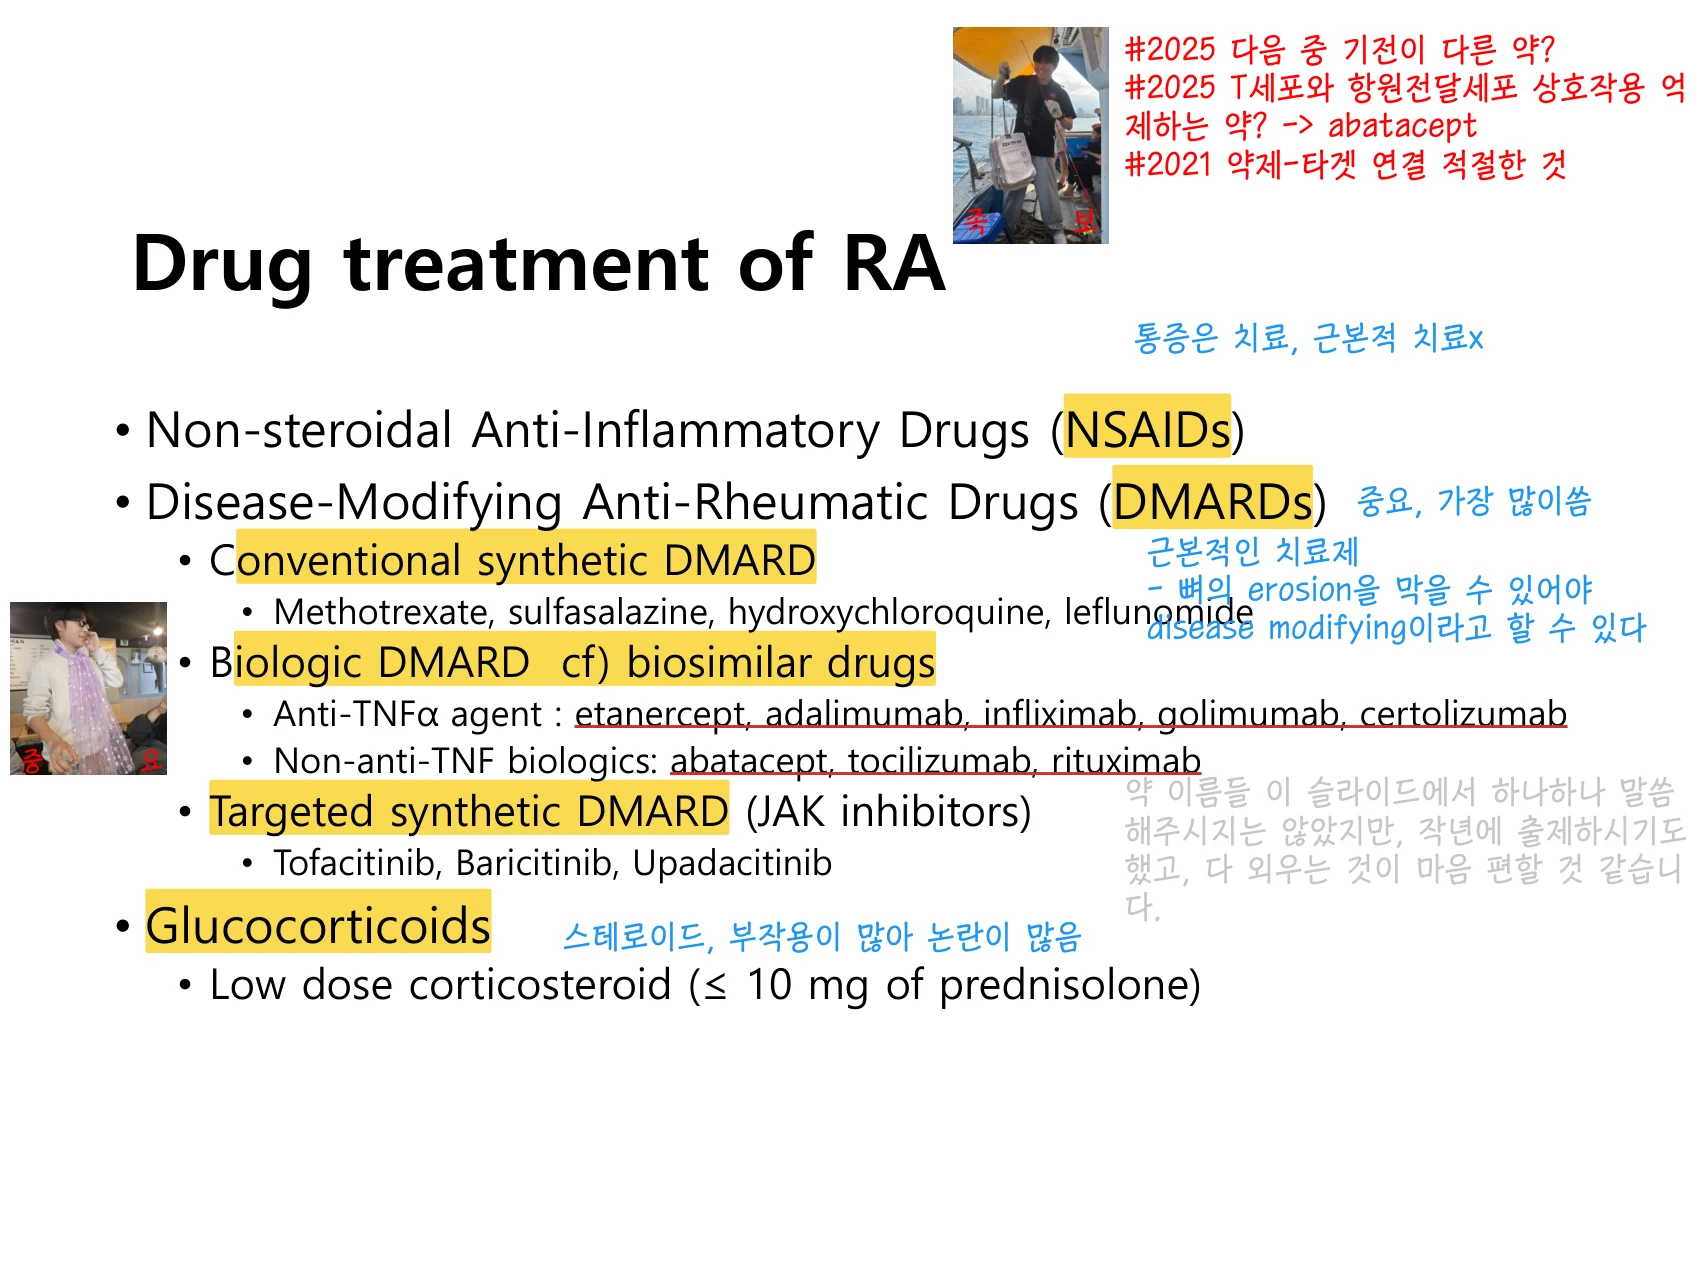 #2025 다음 중 기전이 다른 약?
#2025 T세포와 항원전달세포 상호작용 억
제하는 약? -> abatacept
#2021 약제-타겟 연결 적절한 것
족 보
Drug treatment of RA
통증은 치료, 근본적 치료x
• Non-steroidal Anti-Inflammatory Drugs (NSAIDs)
• Disease-Modifying Anti-Rheumatic Drugs (DMARDs)
중요, 가장 많이씀
• Conventional synthetic DMARD
근본적인 치료제
- 뼈의 erosion을 막을 수 있어야
disease modifying이라고 할 수 있다
• Methotrexate, sulfasalazine, hydroxychloroquine, leflunomide
• Biologic DMARD cf) biosimilar drugs
• Anti-TNFα agent : etanercept, adalimumab, infliximab, golimumab, certolizumab
• Non-anti-TNF biologics: abatacept, tocilizumab, rituximab
중 요
• Targeted synthetic DMARD (JAK inhibitors)
• Tofacitinib, Baricitinib, Upadacitinib
약 이름들 이 슬라이드에서 하나하나 말씀
해주시지는 않았지만, 작년에 출제하시기도
했고, 다 외우는 것이 마음 편할 것 같습니
다.
• Glucocorticoids
스테로이드, 부작용이 많아 논란이 많음
• Low dose corticosteroid (≤ 10 mg of prednisolone)